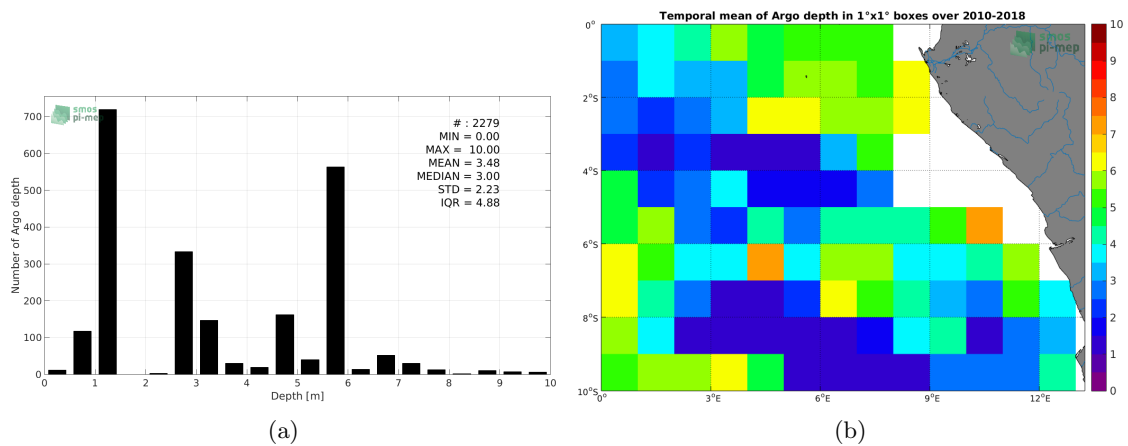 smos
pi-mep
# : 2279
MIN = 0.00
MAX = 10.00
MEAN = 3.48
MEDIAN = 3.00
STD = 2.23
IQR = 4.88
Number of Argo depth
700
600
500
400
300
200
100
0
0 1 2 3 4 5 6 7 8 9 10
Depth [m]
(a)
Temporal mean of Argo depth in 1°x1° boxes over 2010-2018
smos
pi-mep
0°
2°S
4°S
6°S
8°S
10°S
0° 3°E 6°E 9°E 12°E
10
9
8
7
6
5
4
3
2
1
0
(b)